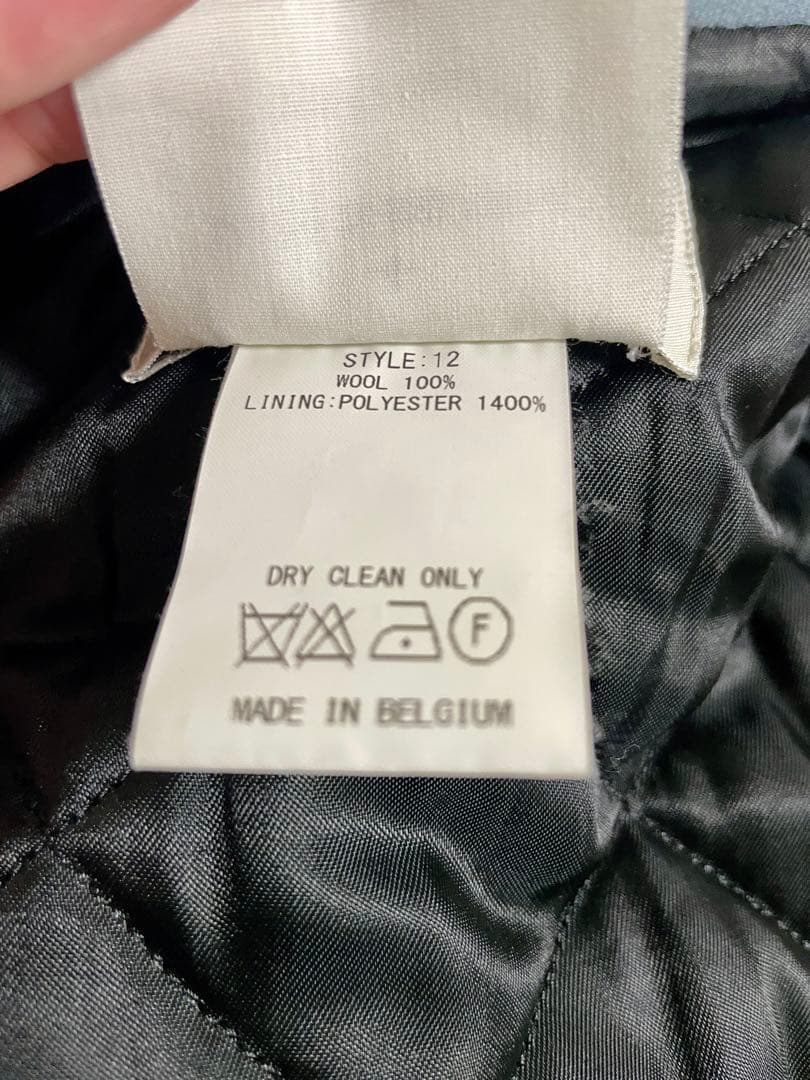 STYLE:12
WOOL 100%
LINING:POLYESTER 1400%
DRY CLEAN ONLY
F
MADE IN BELGIUM